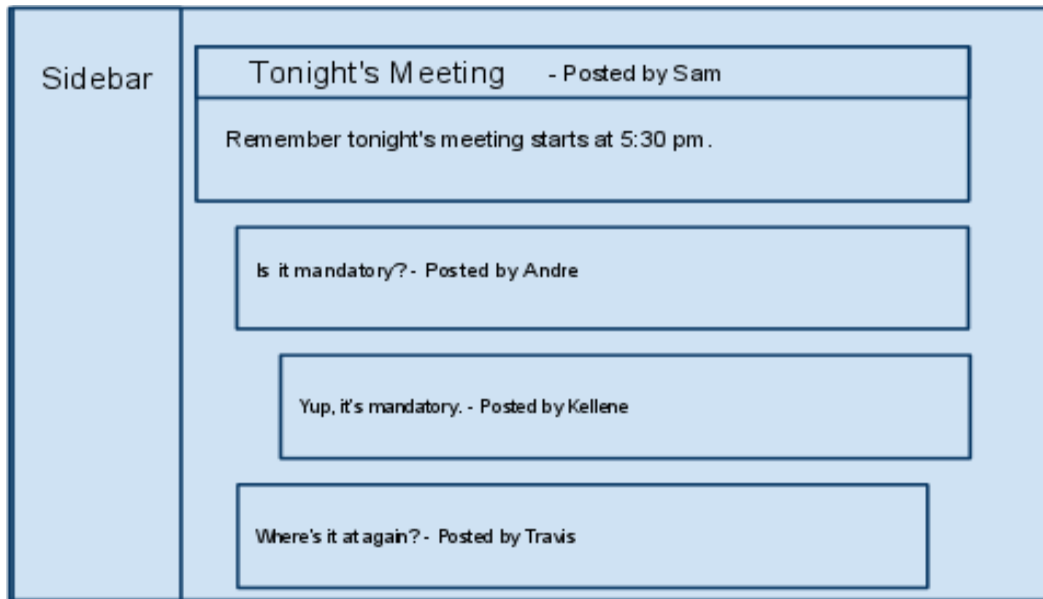 Sidebar
Tonight's Meeting - Posted by Sam
Remember tonight's meeting starts at 5:30 pm.
Is it mandatory? - Posted by Andre
Yup, it's mandatory. - Posted by Kellene
Where's it at again? - Posted by Travis